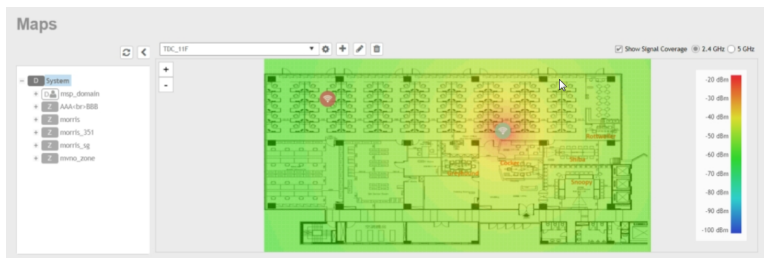 Maps
TDC_11F
Show Signal Coverage 2.4 GHz 5 GHz
+
-
D System
D msp_domain
Z AAA<br>BBB
Z morris
Z morris_351
Z morris_sg
Z mvno_zone
-20 dBm
-30 dBm
-40 dBm
-50 dBm
-60 dBm
-70 dBm
-80 dBm
-90 dBm
-100 dBm